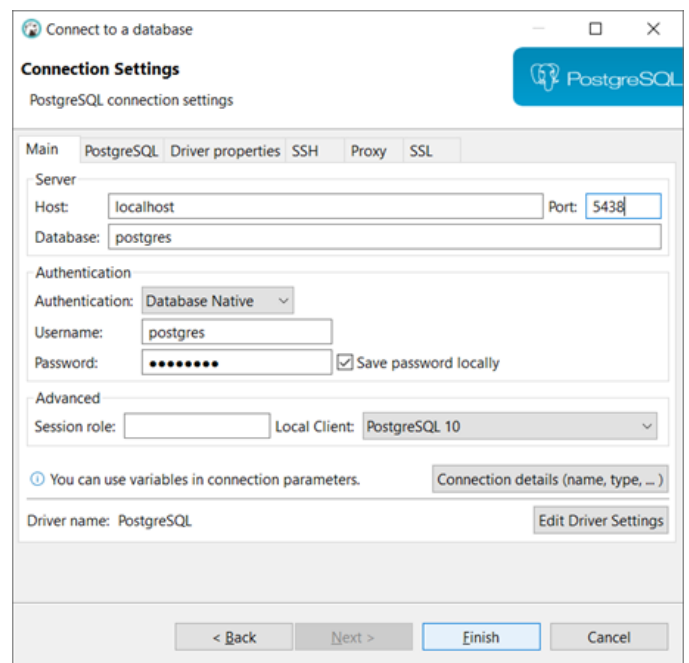 Connect to a database
Connection Settings
PostgreSQL connection settings
PostgreSQL
Main PostgreSQL Driver properties SSH Proxy SSL
Server
Host: localhost Port: 5438
Database: postgres
Authentication
Authentication: Database Native
Username: postgres
Password: ●●●●●●●● Save password locally
Advanced
Session role: Local Client: PostgreSQL 10
You can use variables in connection parameters. Connection details (name, type, ... )
Driver name: PostgreSQL Edit Driver Settings
< Back Next > Finish Cancel